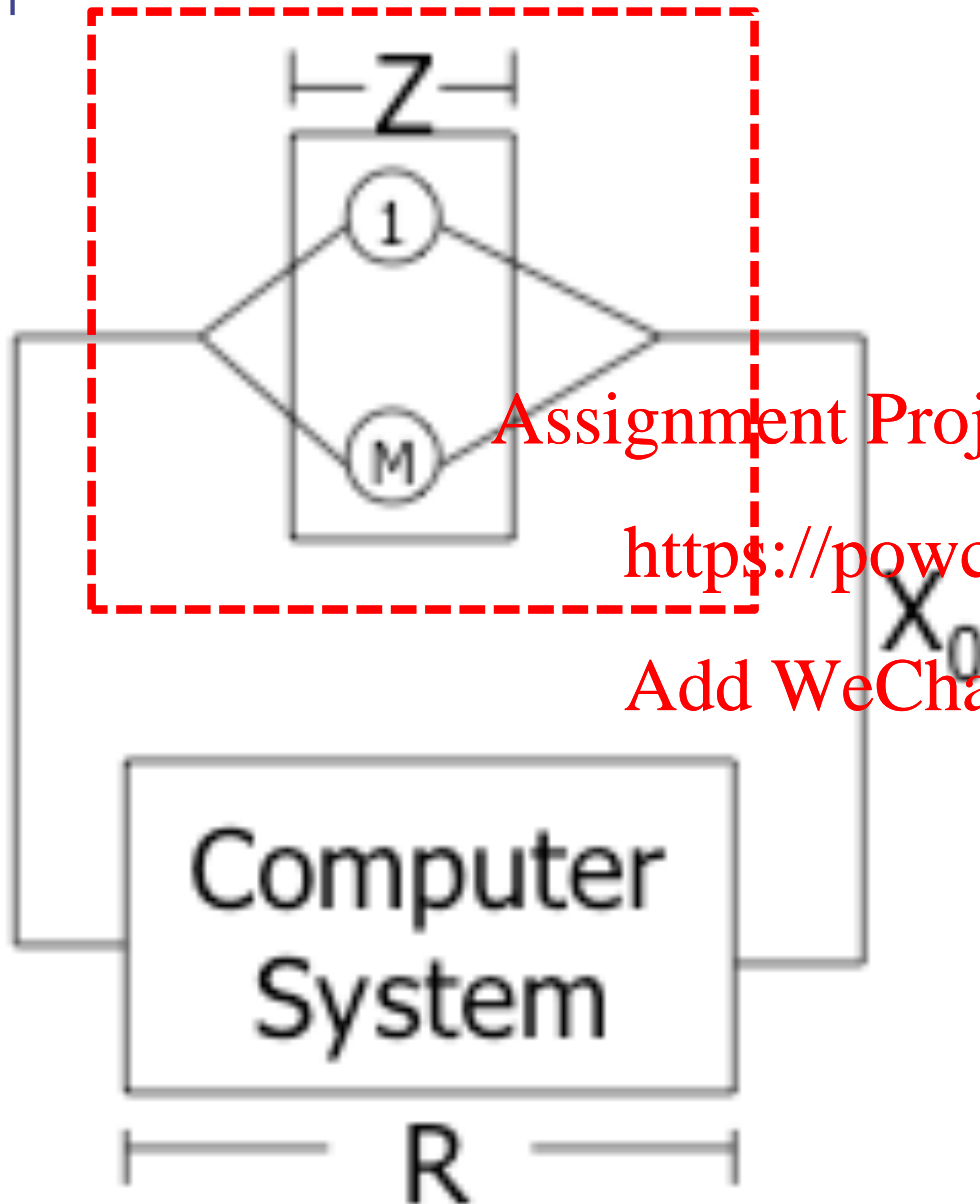 Z
1
M
Assignment Proj
https://powc
X0
Add WeCha
Computer
System
R